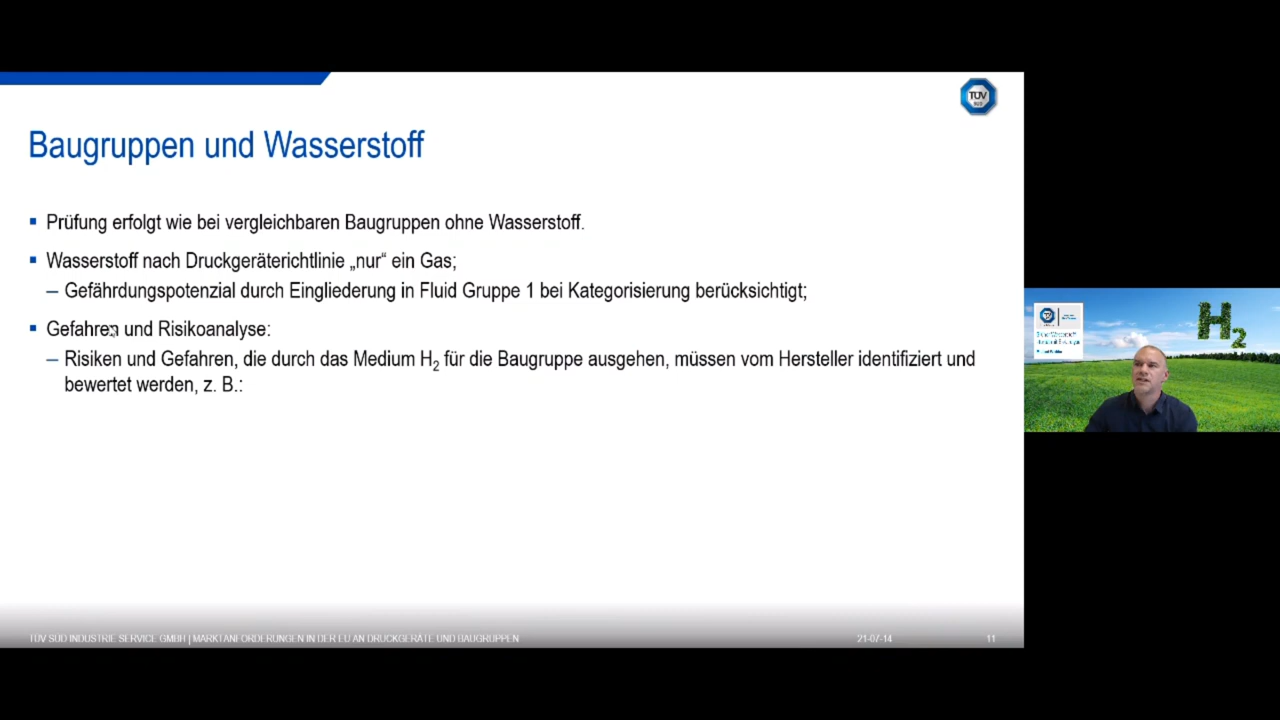 TÜV
SÜD
Baugruppen und Wasserstoff
▪ Prüfung erfolgt wie bei vergleichbaren Baugruppen ohne Wasserstoff.
▪ Wasserstoff nach Druckgeräterichtlinie „nur“ ein Gas;
– Gefährdungspotenzial durch Eingliederung in Fluid Gruppe 1 bei Kategorisierung berücksichtigt;
▪ Gefahren und Risikoanalyse:
– Risiken und Gefahren, die durch das Medium H2 für die Baugruppe ausgehen, müssen vom Hersteller identifiziert und
bewertet werden, z. B.:
H2
TÜV SÜD INDUSTRIE SERVICE GMBH | MARKTANFORDERUNGEN IN DER EU AN DRUCKGERÄTE UND BAUGRUPPEN
21-07-14
11